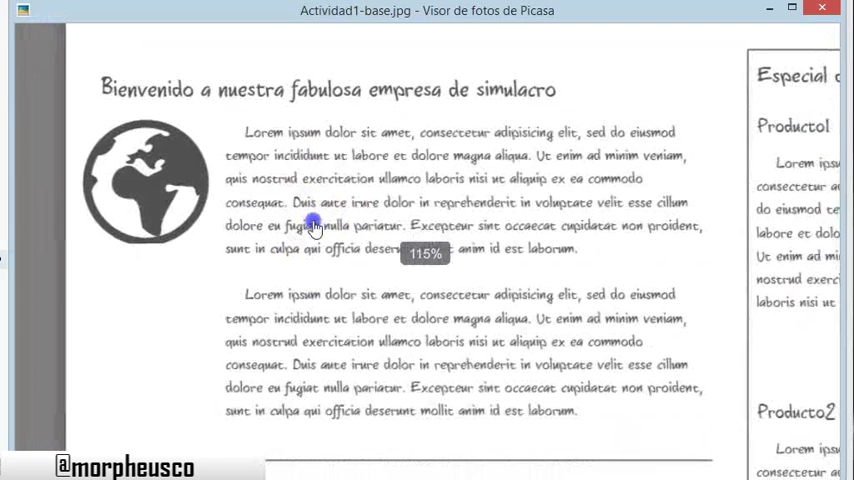 Actividad1-base.jpg - Visor de fotos de Picasa
Bienvenido a nuestra fabulosa empresa de simulacro
Lorem ipsum dolor sit amet, consectetur adipisicing elit, sed do eiusmod
tempor incididunt ut labore et dolore magna aliqua. Ut enim ad minim veniam,
quis nostrud exercitation ullamco laboris nisi ut aliquip ex ea commodo
consequat. Duis aute irure dolor in reprehenderit in voluptate velit esse cillum
dolore eu fugiat nulla pariatur. Excepteur sint occaecat cupidatat non proident,
sunt in culpa qui officia deserunt anim id est laborum.
115%
Lorem ipsum dolor sit amet, consectetur adipisicing elit, sed do eiusmod
tempor incididunt ut labore et dolore magna aliqua. Ut enim ad minim veniam,
quis nostrud exercitation ullamco laboris nisi ut aliquip ex ea commodo
consequat. Duis aute irure dolor in reprehenderit in voluptate velit esse cillum
dolore eu fugiat nulla pariatur. Excepteur sint occaecat cupidatat non proident,
sunt in culpa qui officia deserunt mollit anim id est laborum.
Especial
Producto1
Lorem ipsu
do eiusmod te
et dolore
Ut enim ad mi
nostrud exerci
laboris nisi ut
Producto2
Lorem ipsu
consectetur
@morpheusco